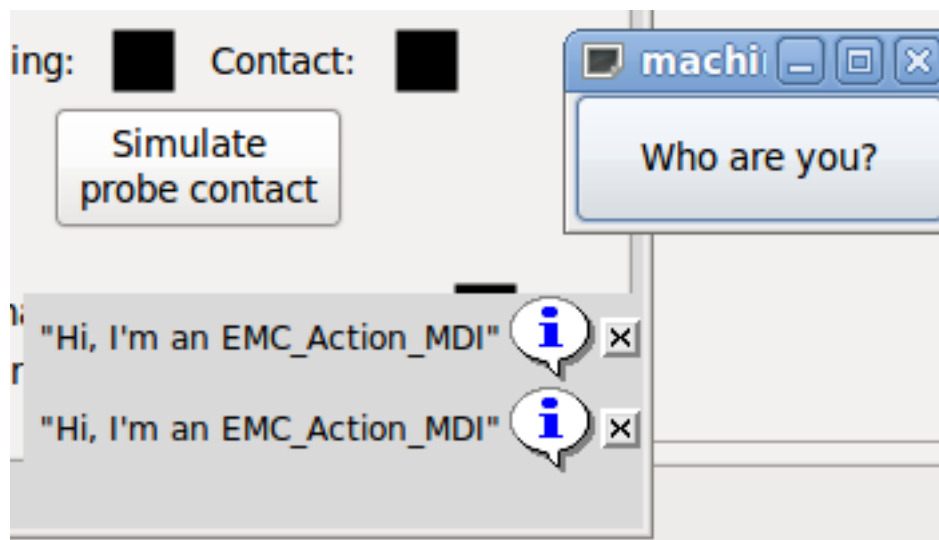 ing: Contact:
machi
Simulate
probe contact
Who are you?
"Hi, I'm an EMC_Action_MDI"
"Hi, I'm an EMC_Action_MDI"